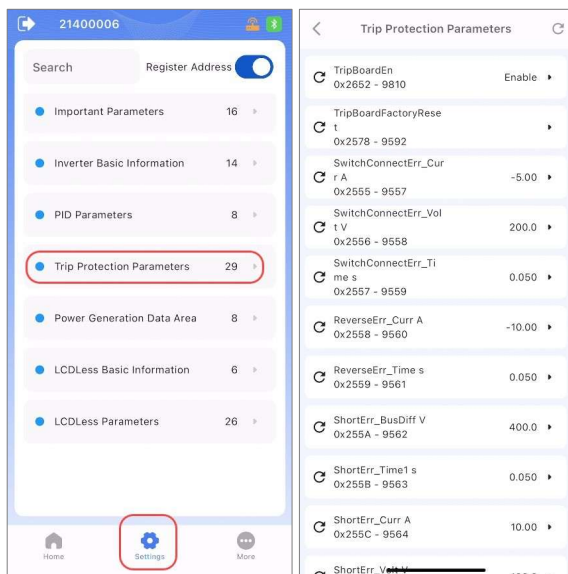 21400006
Search Register Address
Important Parameters 16
Inverter Basic Information 14
PID Parameters 8
Trip Protection Parameters 29
Power Generation Data Area 8
LCDLess Basic Information 6
LCDLess Parameters 26
Home Settings More
Trip Protection Parameters
TripBoardEn
0x2652 - 9810 Enable
TripBoardFactoryRese
t
0x2578 - 9592
SwitchConnectErr_Cur
r A
0x2555 - 9557 -5.00
SwitchConnectErr_Vol
t V
0x2556 - 9558 200.0
SwitchConnectErr_Ti
me s
0x2557 - 9559 0.050
ReverseErr_Curr A
0x2558 - 9560 -10.00
ReverseErr_Time s
0x2559 - 9561 0.050
ShortErr_BusDiff V
0x255A - 9562 400.0
ShortErr_Time1 s
0x255B - 9563 0.050
ShortErr_Curr A
0x255C - 9564 10.00
ShortErr_Volt V